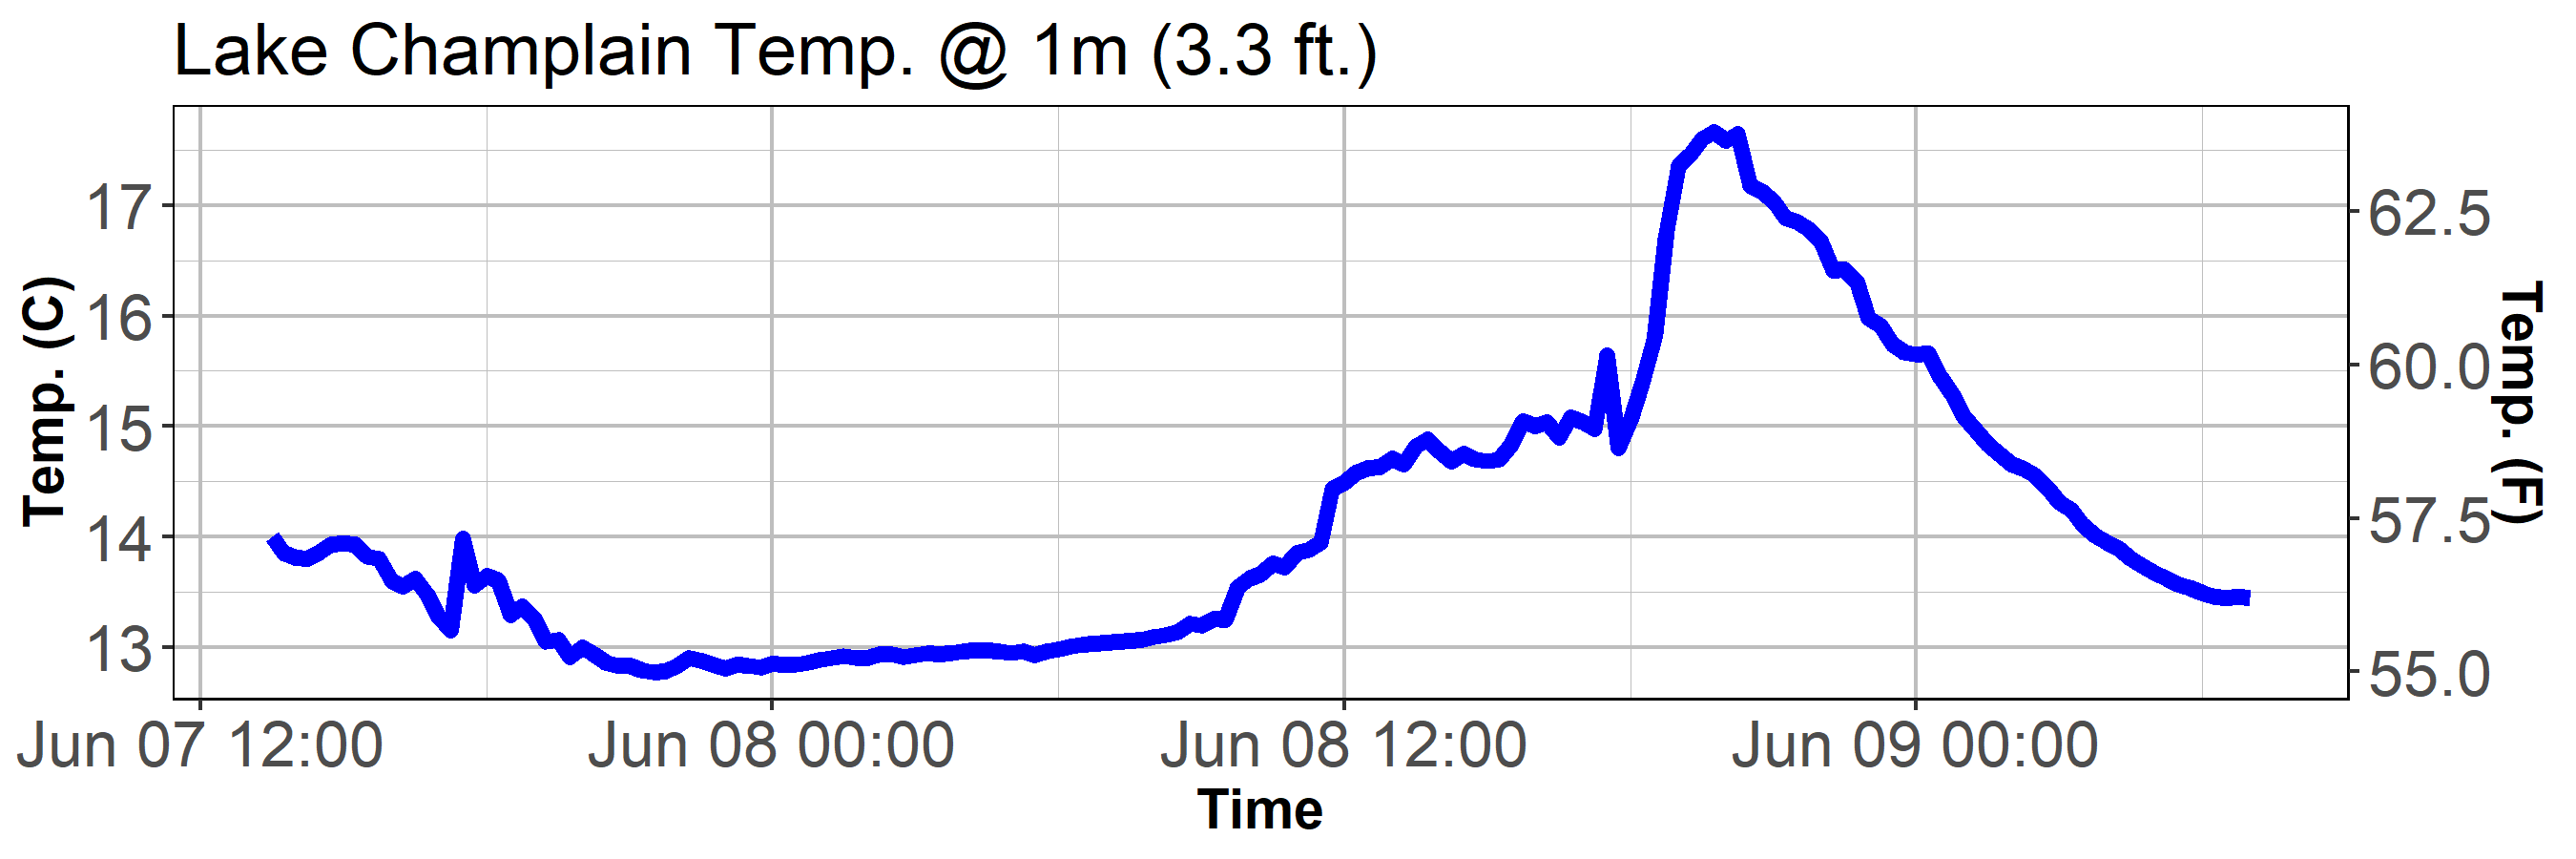 Lake Champlain Temp. @ 1m (3.3 ft.)
Temp. (C)
17
16
15
14
13
62.5
60.0
57.5
55.0
Temp. (F)
Jun 07 12:00 Jun 08 00:00 Jun 08 12:00 Jun 09 00:00
Time